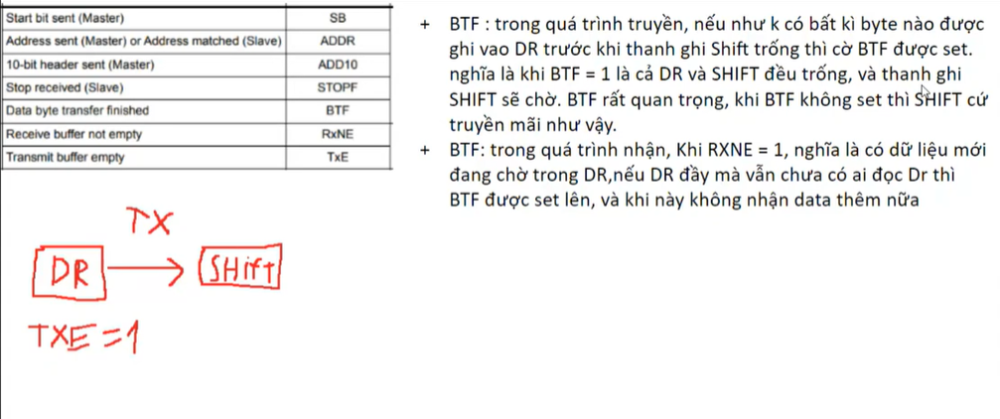 Start bit sent (Master) SB
Address sent (Master) or Address matched (Slave) ADDR
10-bit header sent (Master) ADD10
Stop received (Slave) STOPF
Data byte transfer finished BTF
Receive buffer not empty RxNE
Transmit buffer empty TxE
+ BTF : trong quá trình truyền, nếu như k có bất kì byte nào được
ghi vao DR trước khi thanh ghi Shift trống thì cờ BTF được set.
nghĩa là khi BTF = 1 là cả DR và SHIFT đều trống, và thanh ghi
SHIFT sẽ chờ. BTF rất quan trọng, khi BTF không set thì SHIFT cứ
truyền mãi như vậy.
+ BTF: trong quá trình nhận, Khi RXNE = 1, nghĩa là có dữ liệu mới
đang chờ trong DR,nếu DR đầy mà vẫn chưa có ai đọc Dr thì
BTF được set lên, và khi này không nhận data thêm nữa
TX
DR SHift
TXE=1